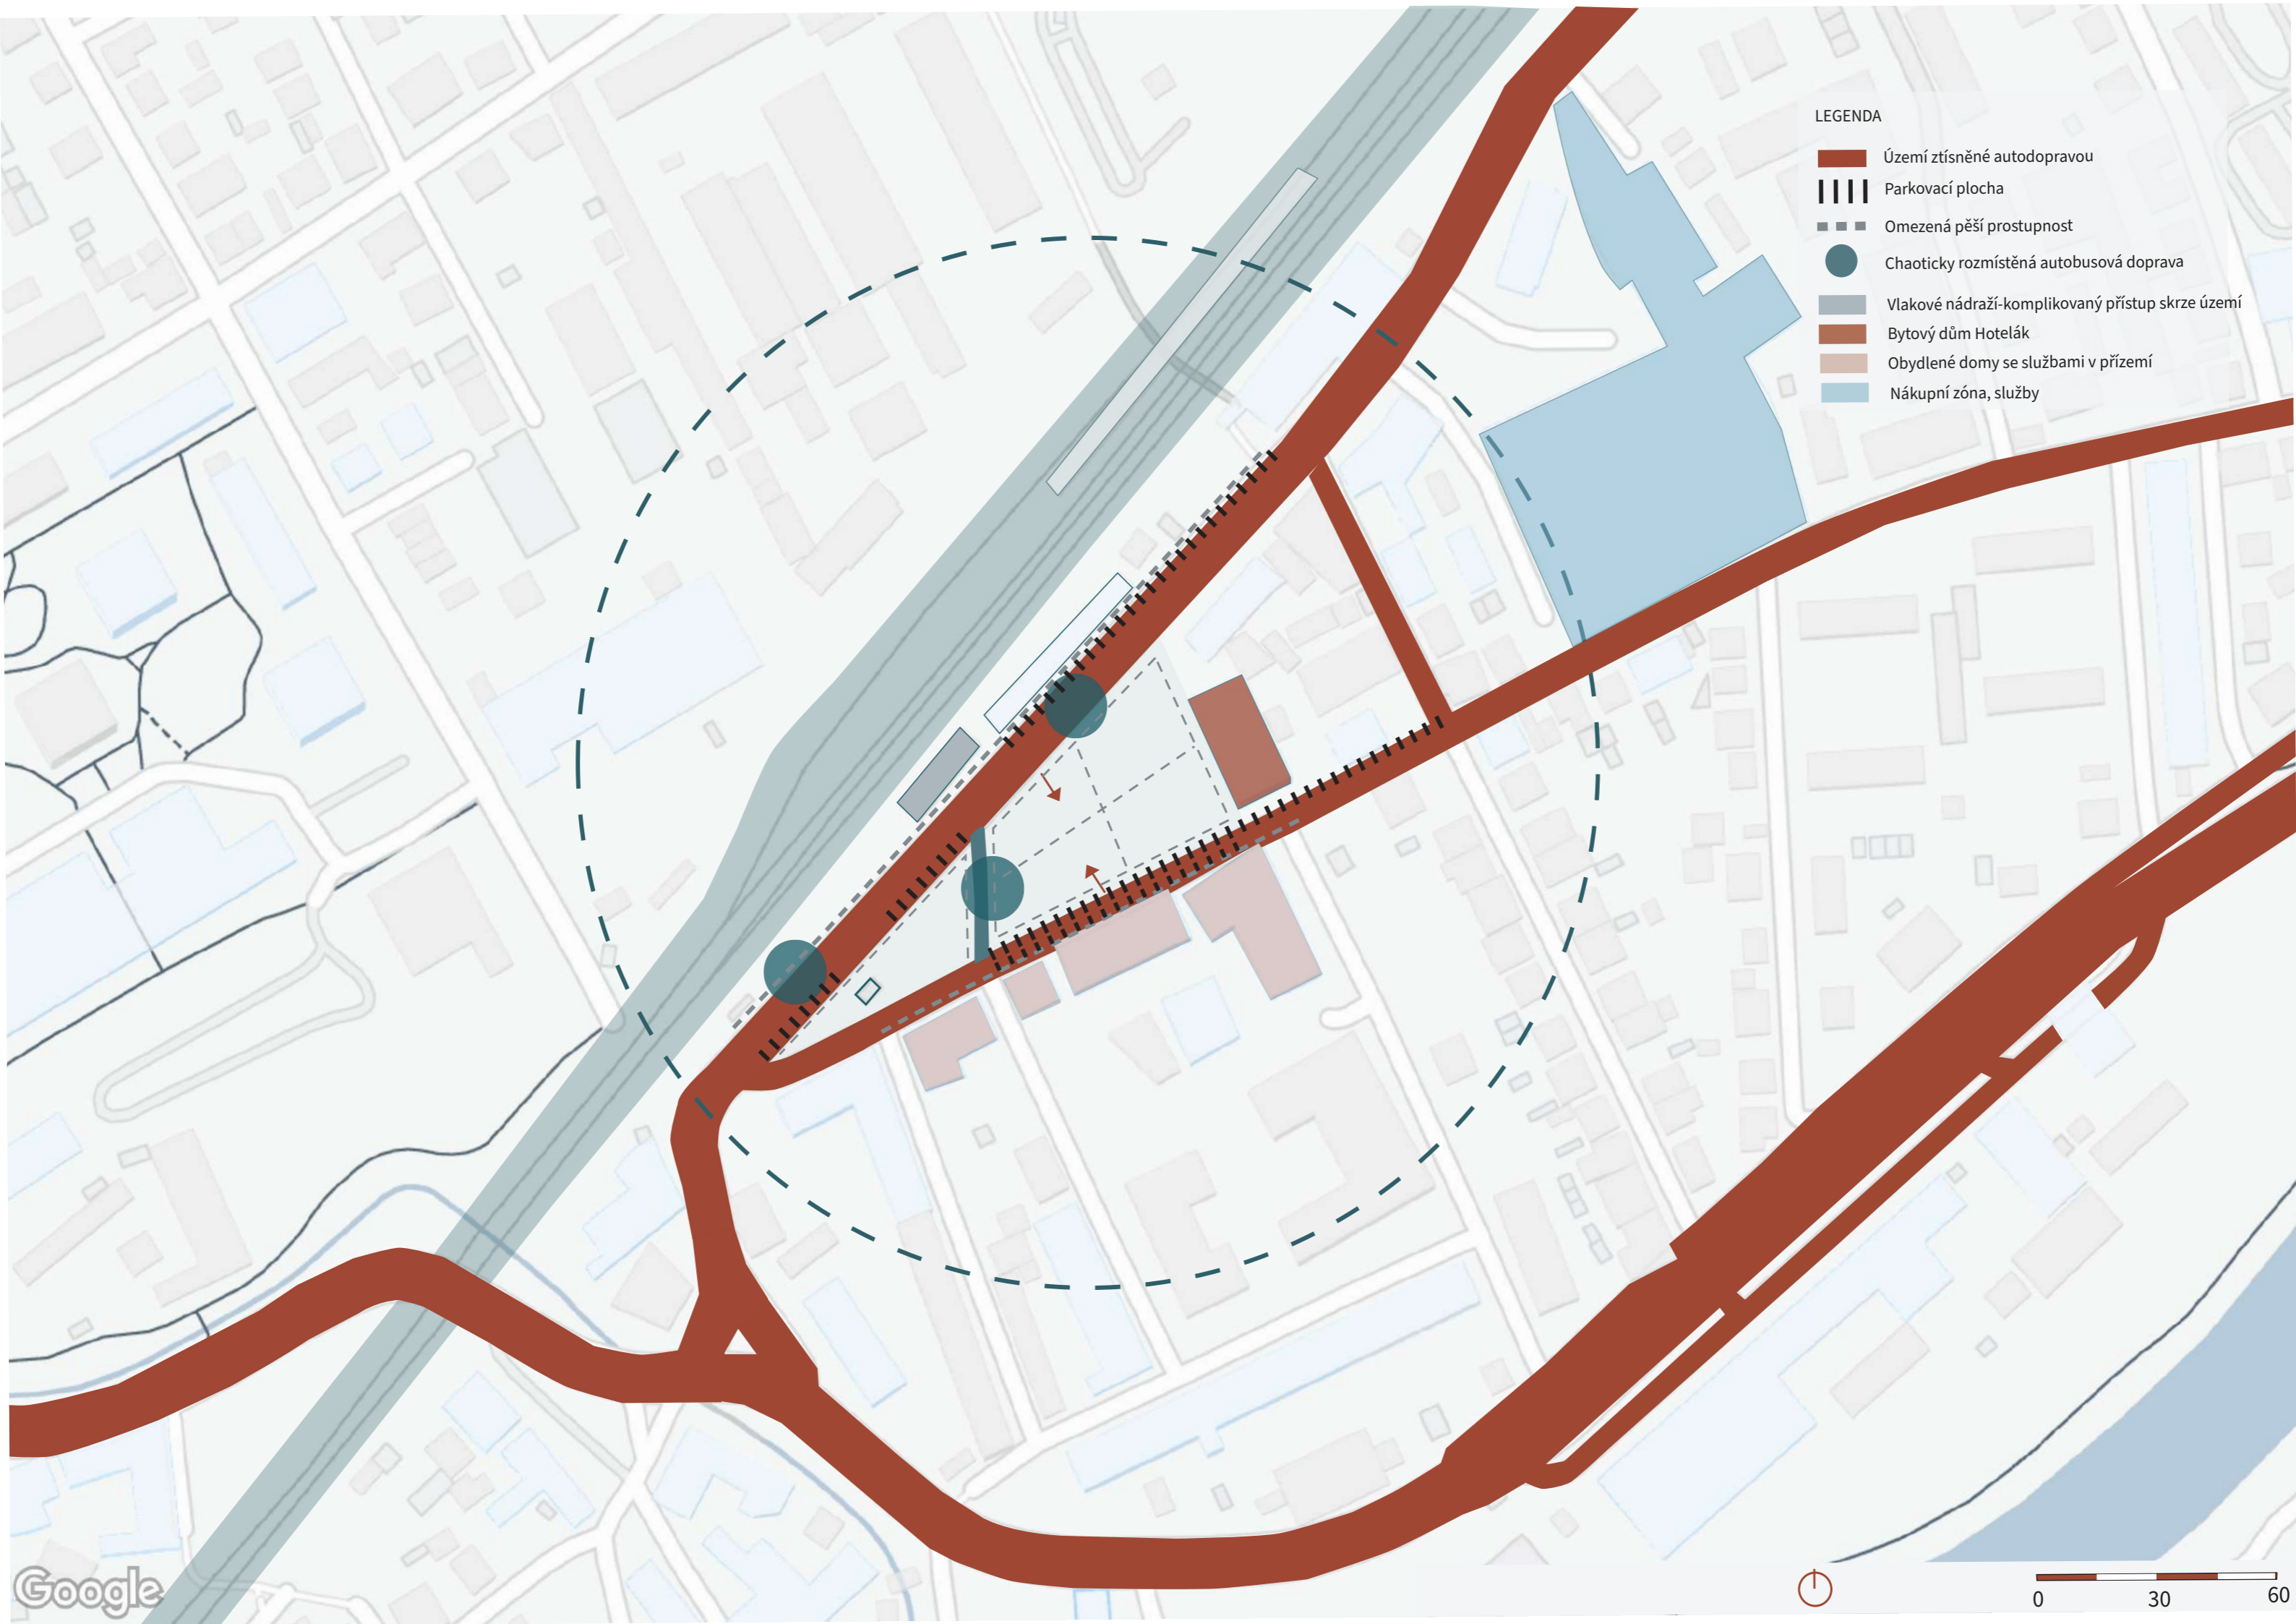 LEGENDA
Území ztísněné autodopravou
Parkovací plocha
Omezená pěší prostupnost
Chaoticky rozmístěná autobusová doprava
Vlakové nádraží-komplikovaný přístup skrze území
Bytový dům Hotelák
Obydlené domy se službami v přízemí
Nákupní zóna, služby
Google
0 30 60